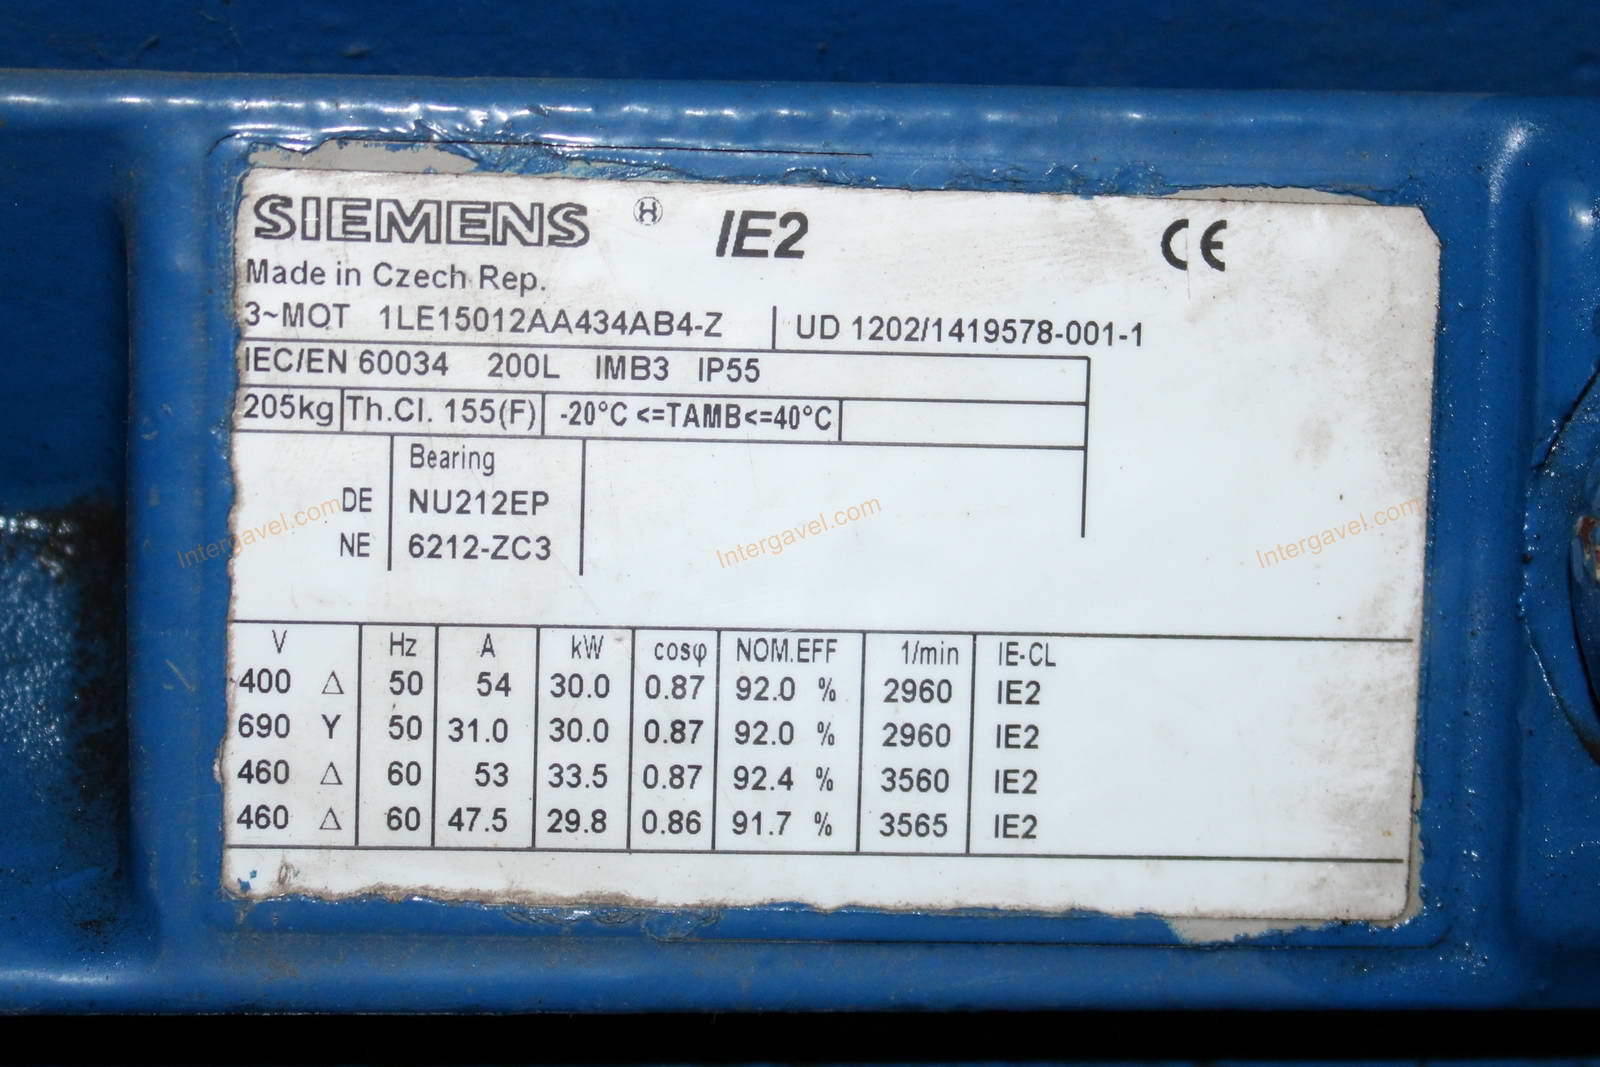 SIEMENS H IE2 CE
Made in Czech Rep.
3~MOT 1LE15012AA434AB4-Z UD 1202/1419578-001-1
IEC/EN 60034 200L IMB3 IP55
205kg Th.Cl. 155(F) -20°C <=TAMB<=40°C
Bearing
DE NU212EP
NE 6212-ZC3
Intergavel.com Intergavel.com Intergavel.com
V Hz A kW cosφ NOM.EFF 1/min IE-CL
400 Δ 50 54 30.0 0.87 92.0 % 2960 IE2
690 Y 50 31.0 30.0 0.87 92.0 % 2960 IE2
460 Δ 60 53 33.5 0.87 92.4 % 3560 IE2
460 Δ 60 47.5 29.8 0.86 91.7 % 3565 IE2